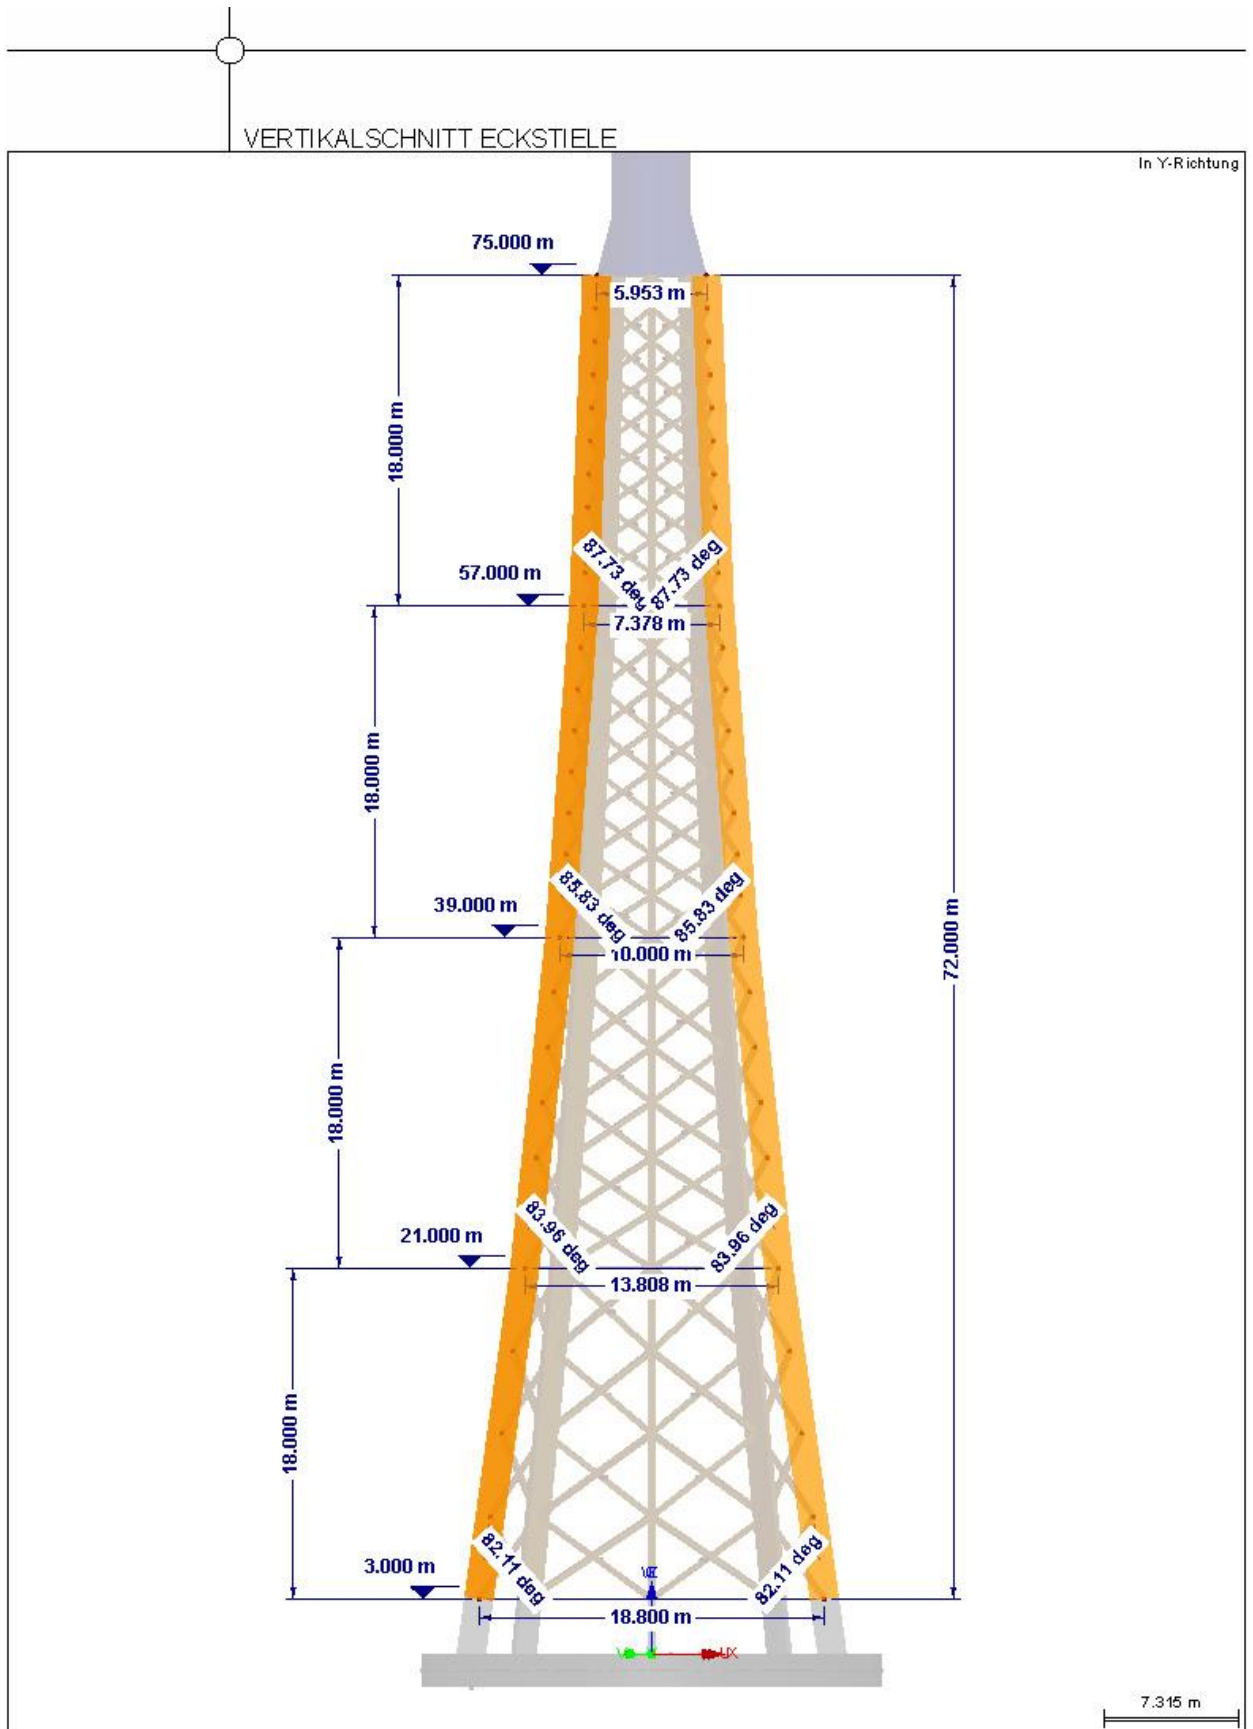 VERTIKALSCHNITT ECKSTIELE
In Y-Richtung
75.000 m
5.953 m
18.000 m
87.73 deg
87.73 deg
57.000 m
7.378 m
18.000 m
85.83 deg
85.83 deg
39.000 m
10.000 m
72.000 m
18.000 m
83.96 deg
83.96 deg
21.000 m
13.808 m
18.000 m
82.11 deg
82.11 deg
3.000 m
18.800 m
UX
7.315 m